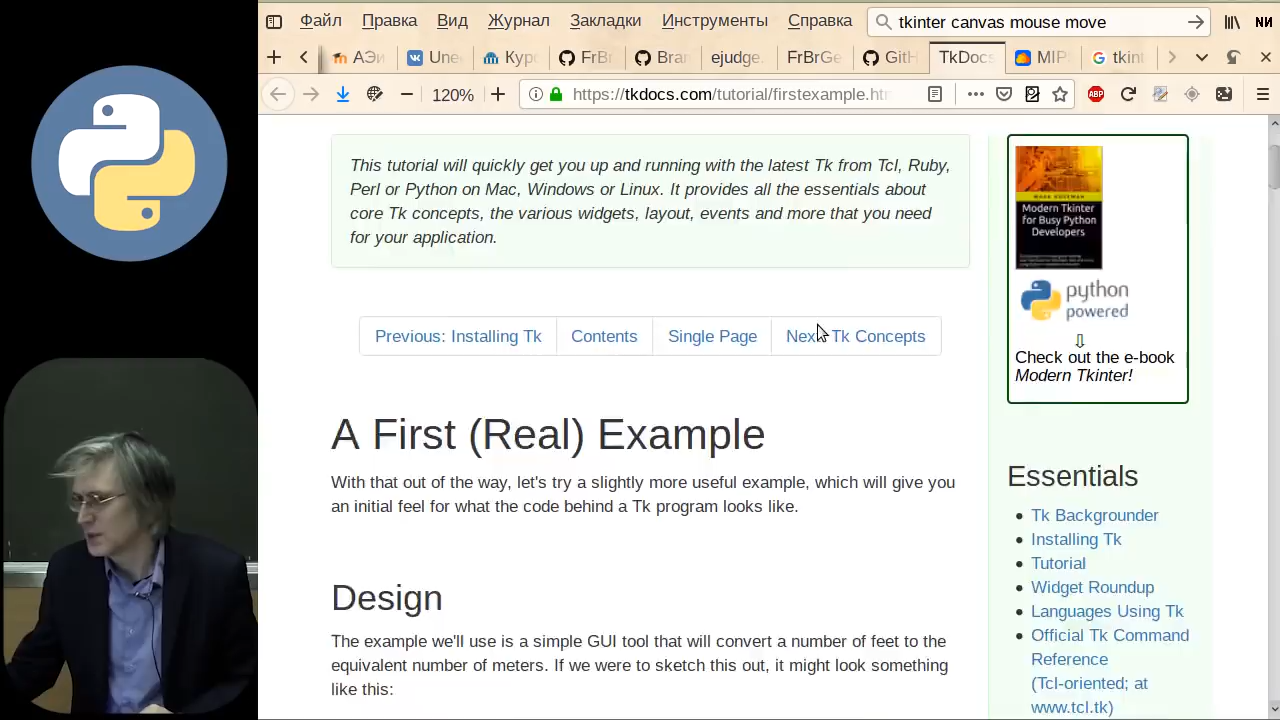 Файл Правка Вид Журнал Закладки Инструменты Справка tkinter canvas mouse move
АЭи Une Кур FrBr Bran ejudge. FrBrGe GitH TkDocs MIP tkint
120% https://tkdocs.com/tutorial/firstexample.htm ABP
This tutorial will quickly get you up and running with the latest Tk from Tcl, Ruby,
Perl or Python on Mac, Windows or Linux. It provides all the essentials about
core Tk concepts, the various widgets, layout, events and more that you need
for your application.
Previous: Installing Tk Contents Single Page Next: Tk Concepts
A First (Real) Example
With that out of the way, let's try a slightly more useful example, which will give you
an initial feel for what the code behind a Tk program looks like.
Design
The example we'll use is a simple GUI tool that will convert a number of feet to the
equivalent number of meters. If we were to sketch this out, it might look something
like this:
Modern Tkinter
for Busy Python
Developers
python
powered
⇩
Check out the e-book
Modern Tkinter!
Essentials
• Tk Backgrounder
• Installing Tk
• Tutorial
• Widget Roundup
• Languages Using Tk
• Official Tk Command
Reference
(Tcl-oriented; at
www.tcl.tk)